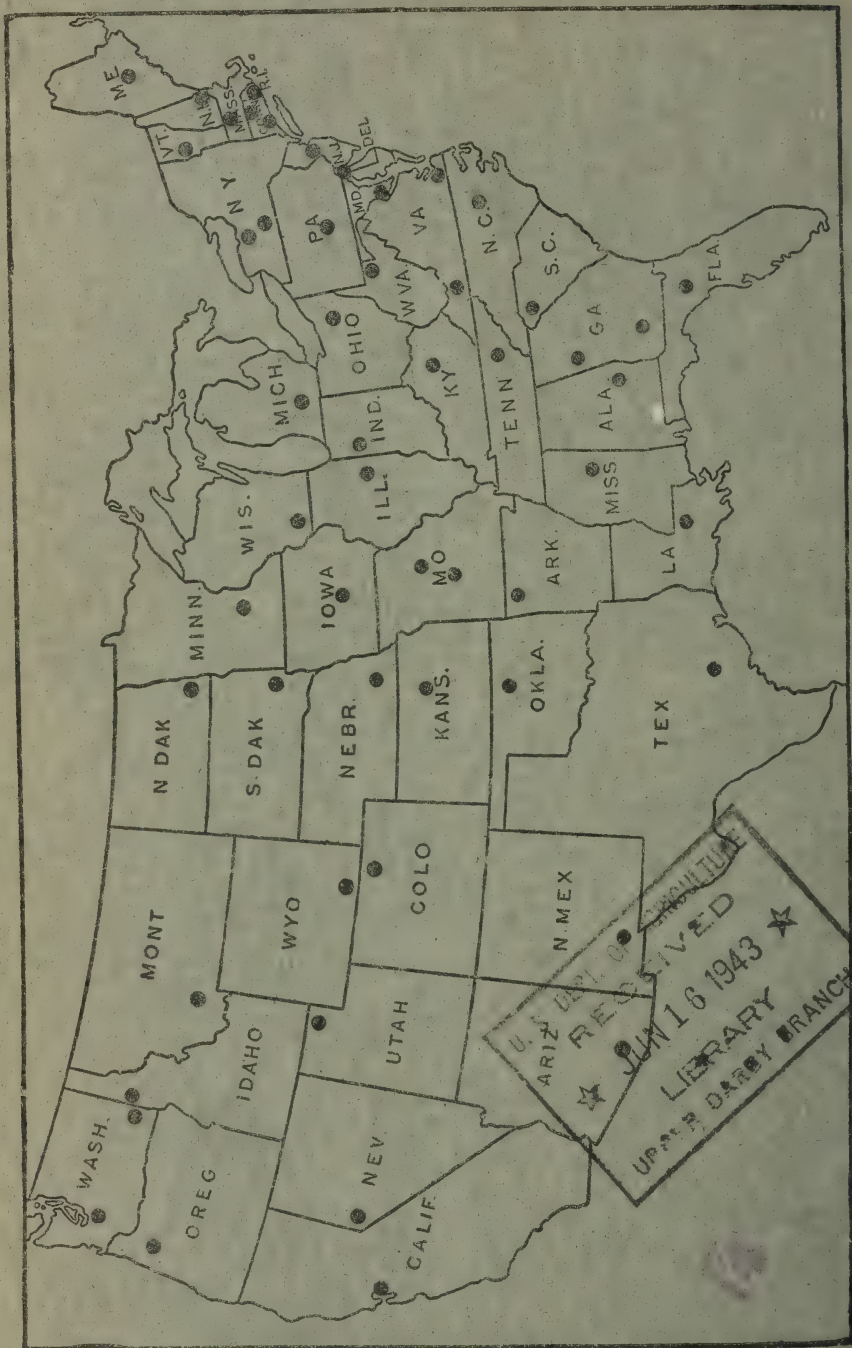 WASH.
OREG
CALIF.
NEV.
IDAHO
MONT
WYO
UTAH
COLO
ARIZ
N.MEX
N DAK
S.DAK
NEBR.
KANS.
OKLA.
TEX
MINN.
IOWA
MO
ARK.
LA
WIS.
ILL.
MICH.
IND.
OHIO
KY
TENN
MISS
ALA
GA
FLA.
S.C.
N.C.
VA
W VA
MD.
DEL
N.J.
PA
N Y
VT.
N.H.
MASS.
CONN.
R.I.
ME
U. S. DEPT. OF AGRICULTURE
RECEIVED
☆ JUN 16 1943 ☆
LIBRARY
UPPER DARBY BRANCH